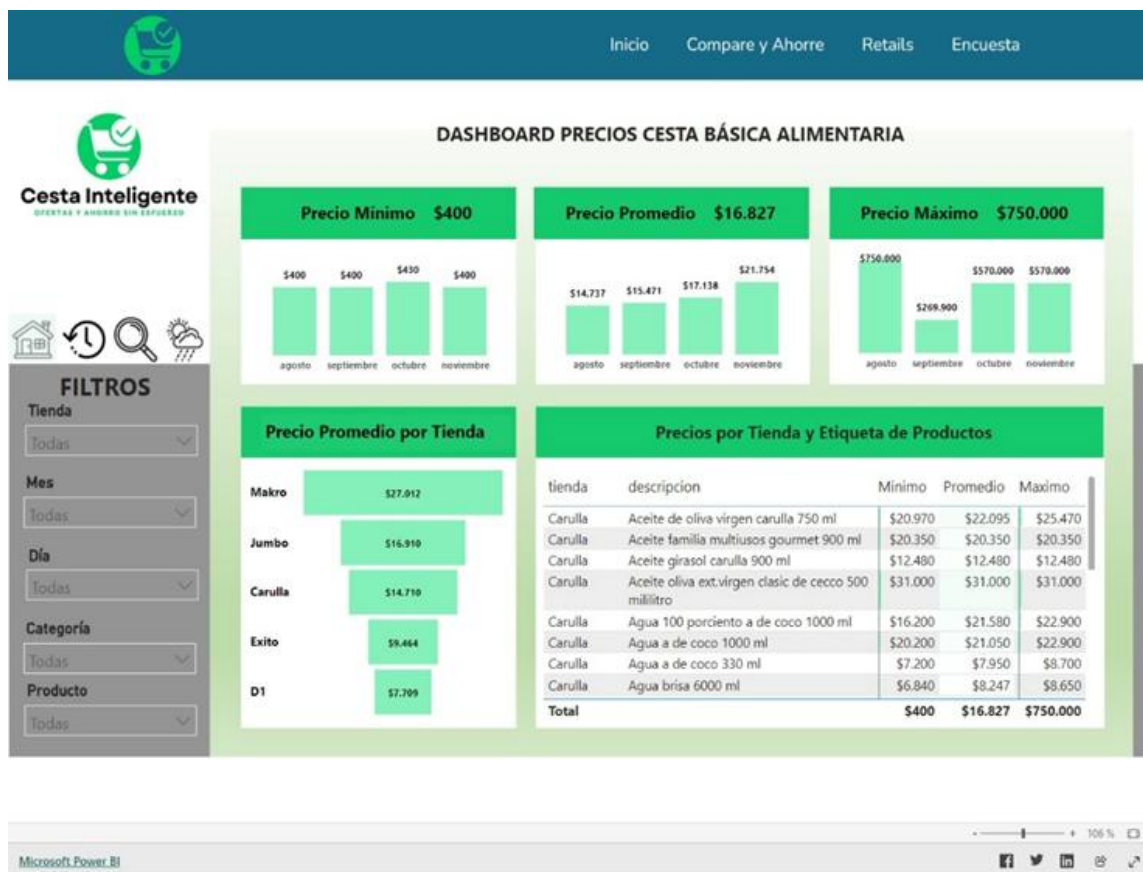 Inicio Compare y Ahorre Retails Encuesta
Cesta Inteligente
OFERTAS Y AHORRO SIN ESFUERZO
DASHBOARD PRECIOS CESTA BÁSICA ALIMENTARIA
Precio Mínimo $400
$400 $400 $430 $400
agosto septiembre octubre noviembre
Precio Promedio $16.827
$14.737 $15.471 $17.138 $21.754
agosto septiembre octubre noviembre
Precio Máximo $750.000
$750.000 $269.900 $570.000 $570.000
agosto septiembre octubre noviembre
FILTROS
Tienda
Todas
Mes
Todas
Día
Todas
Categoría
Todas
Producto
Todas
Precio Promedio por Tienda
Makro $27.012
Jumbo $16.910
Carulla $14.710
Exito $9.464
D1 $7.709
Precios por Tienda y Etiqueta de Productos
tienda descripcion Minimo Promedio Maximo
Carulla Aceite de oliva virgen carulla 750 ml $20.970 $22.095 $25.470
Carulla Aceite familia multiusos gourmet 900 ml $20.350 $20.350 $20.350
Carulla Aceite girasol carulla 900 ml $12.480 $12.480 $12.480
Carulla Aceite oliva ext.virgen clasic de cecco 500 $31.000 $31.000 $31.000
mililitro
Carulla Agua 100 porciento a de coco 1000 ml $16.200 $21.580 $22.900
Carulla Agua a de coco 1000 ml $20.200 $21.050 $22.900
Carulla Agua a de coco 330 ml $7.200 $7.950 $8.700
Carulla Agua brisa 6000 ml $6.840 $8.247 $8.650
Total $400 $16.827 $750.000
- + 106 %
Microsoft Power BI